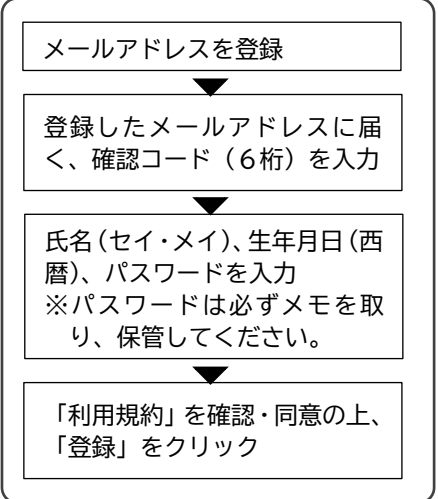 メールアドレスを登録
登録したメールアドレスに届
く、確認コード（６桁）を入力
氏名（セイ・メイ）、生年月日（西
暦）、パスワードを入力
※パスワードは必ずメモを取
り、保管してください。
「利用規約」を確認・同意の上、
「登録」をクリック